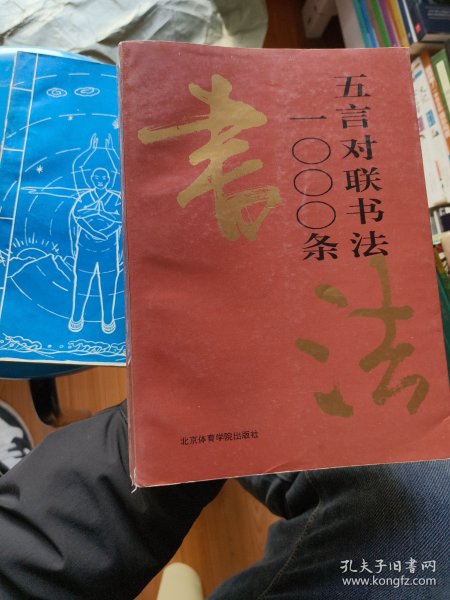 五言对联书法
一〇〇〇条
书法
北京体育学院出版社
孔夫子旧书网
www.kongfz.com